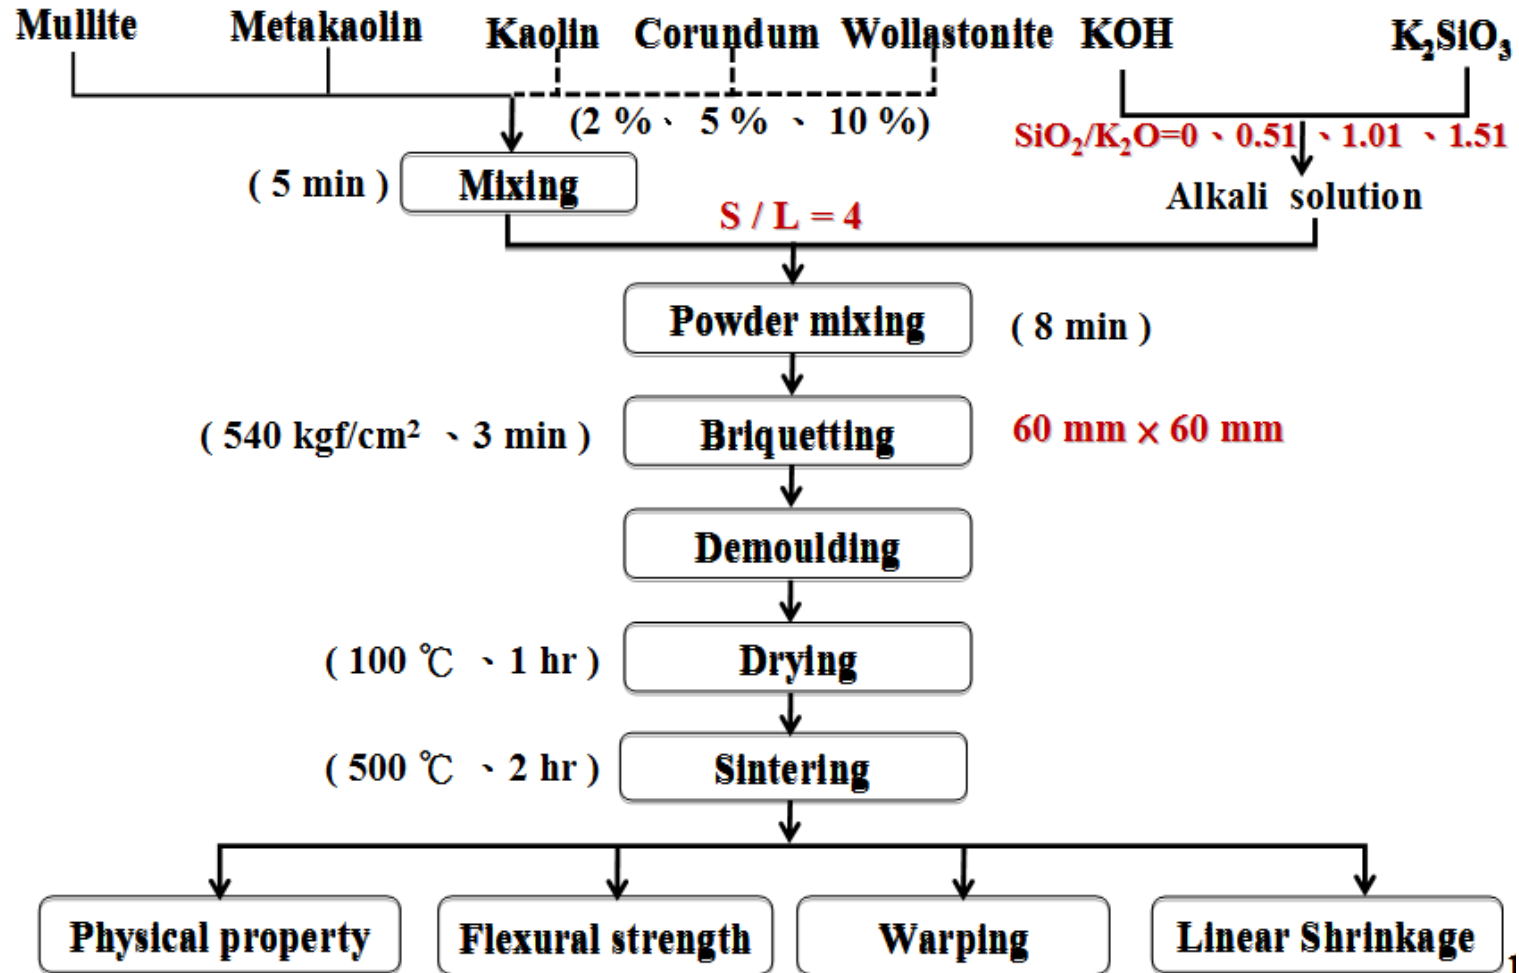 Mullite Metakaolin Kaolin Corundum Wollastonite KOH K₂SiO₃
(2 %、 5 % 、 10 %)
SiO₂/K₂O=0 、0.51 、1.01 、1.51
( 5 min ) Mixing
Alkali solution
S / L = 4
Powder mixing ( 8 min )
( 540 kgf/cm² 、3 min ) Briquetting 60 mm × 60 mm
Demoulding
( 100 ℃ 、1 hr ) Drying
( 500 ℃ 、2 hr ) Sintering
Physical property Flexural strength Warping Linear Shrinkage